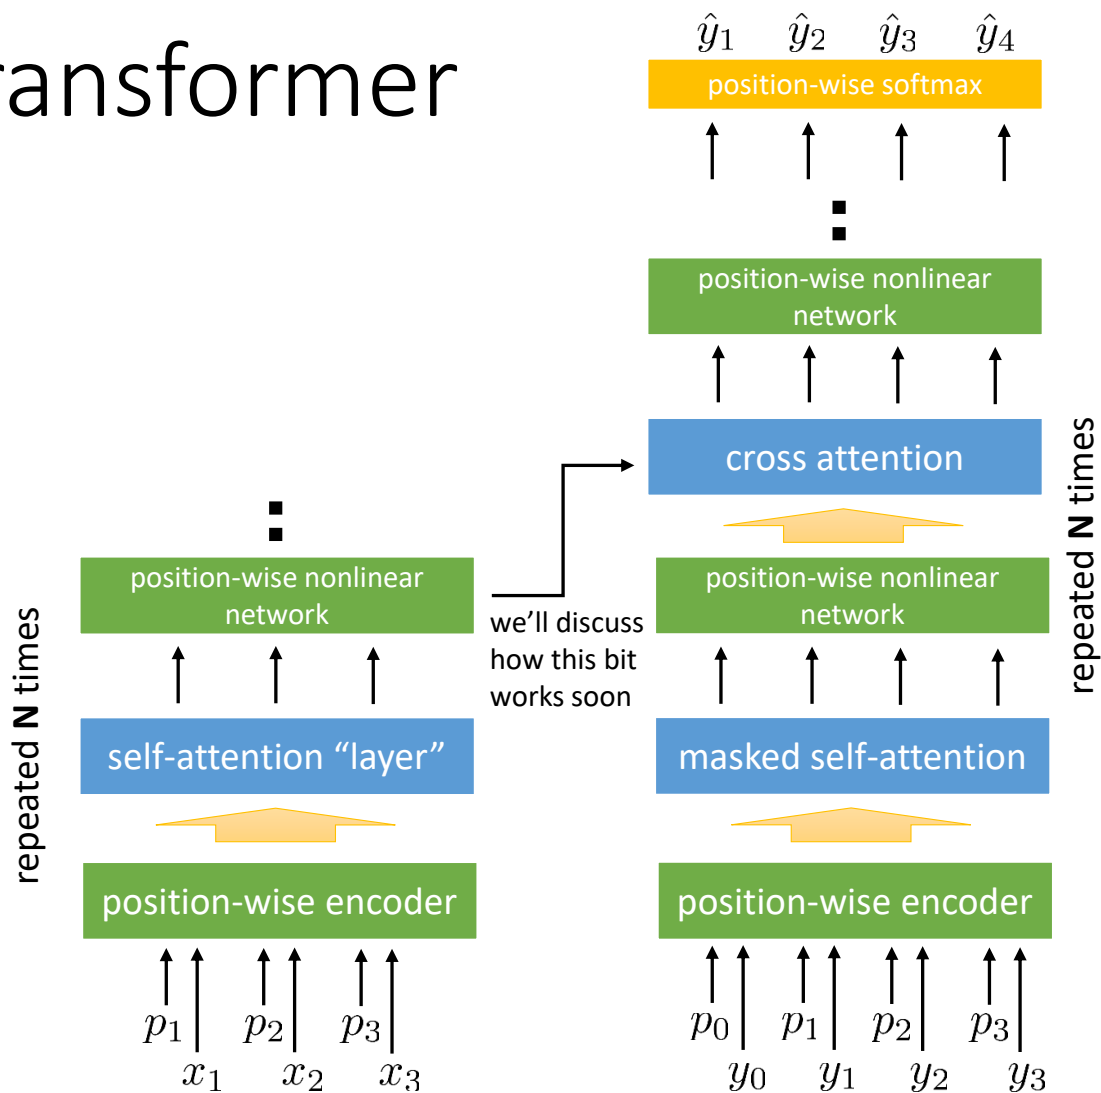 ransformer
ŷ₁ ŷ₂ ŷ₃ ŷ₄
position-wise softmax
position-wise nonlinear
network
cross attention
repeated N times
position-wise nonlinear
network
position-wise nonlinear
network
we'll discuss
how this bit
works soon
repeated N times
self-attention “layer”
masked self-attention
position-wise encoder
position-wise encoder
p₁ p₂ p₃
x₁ x₂ x₃
p₀ p₁ p₂ p₃
y₀ y₁ y₂ y₃